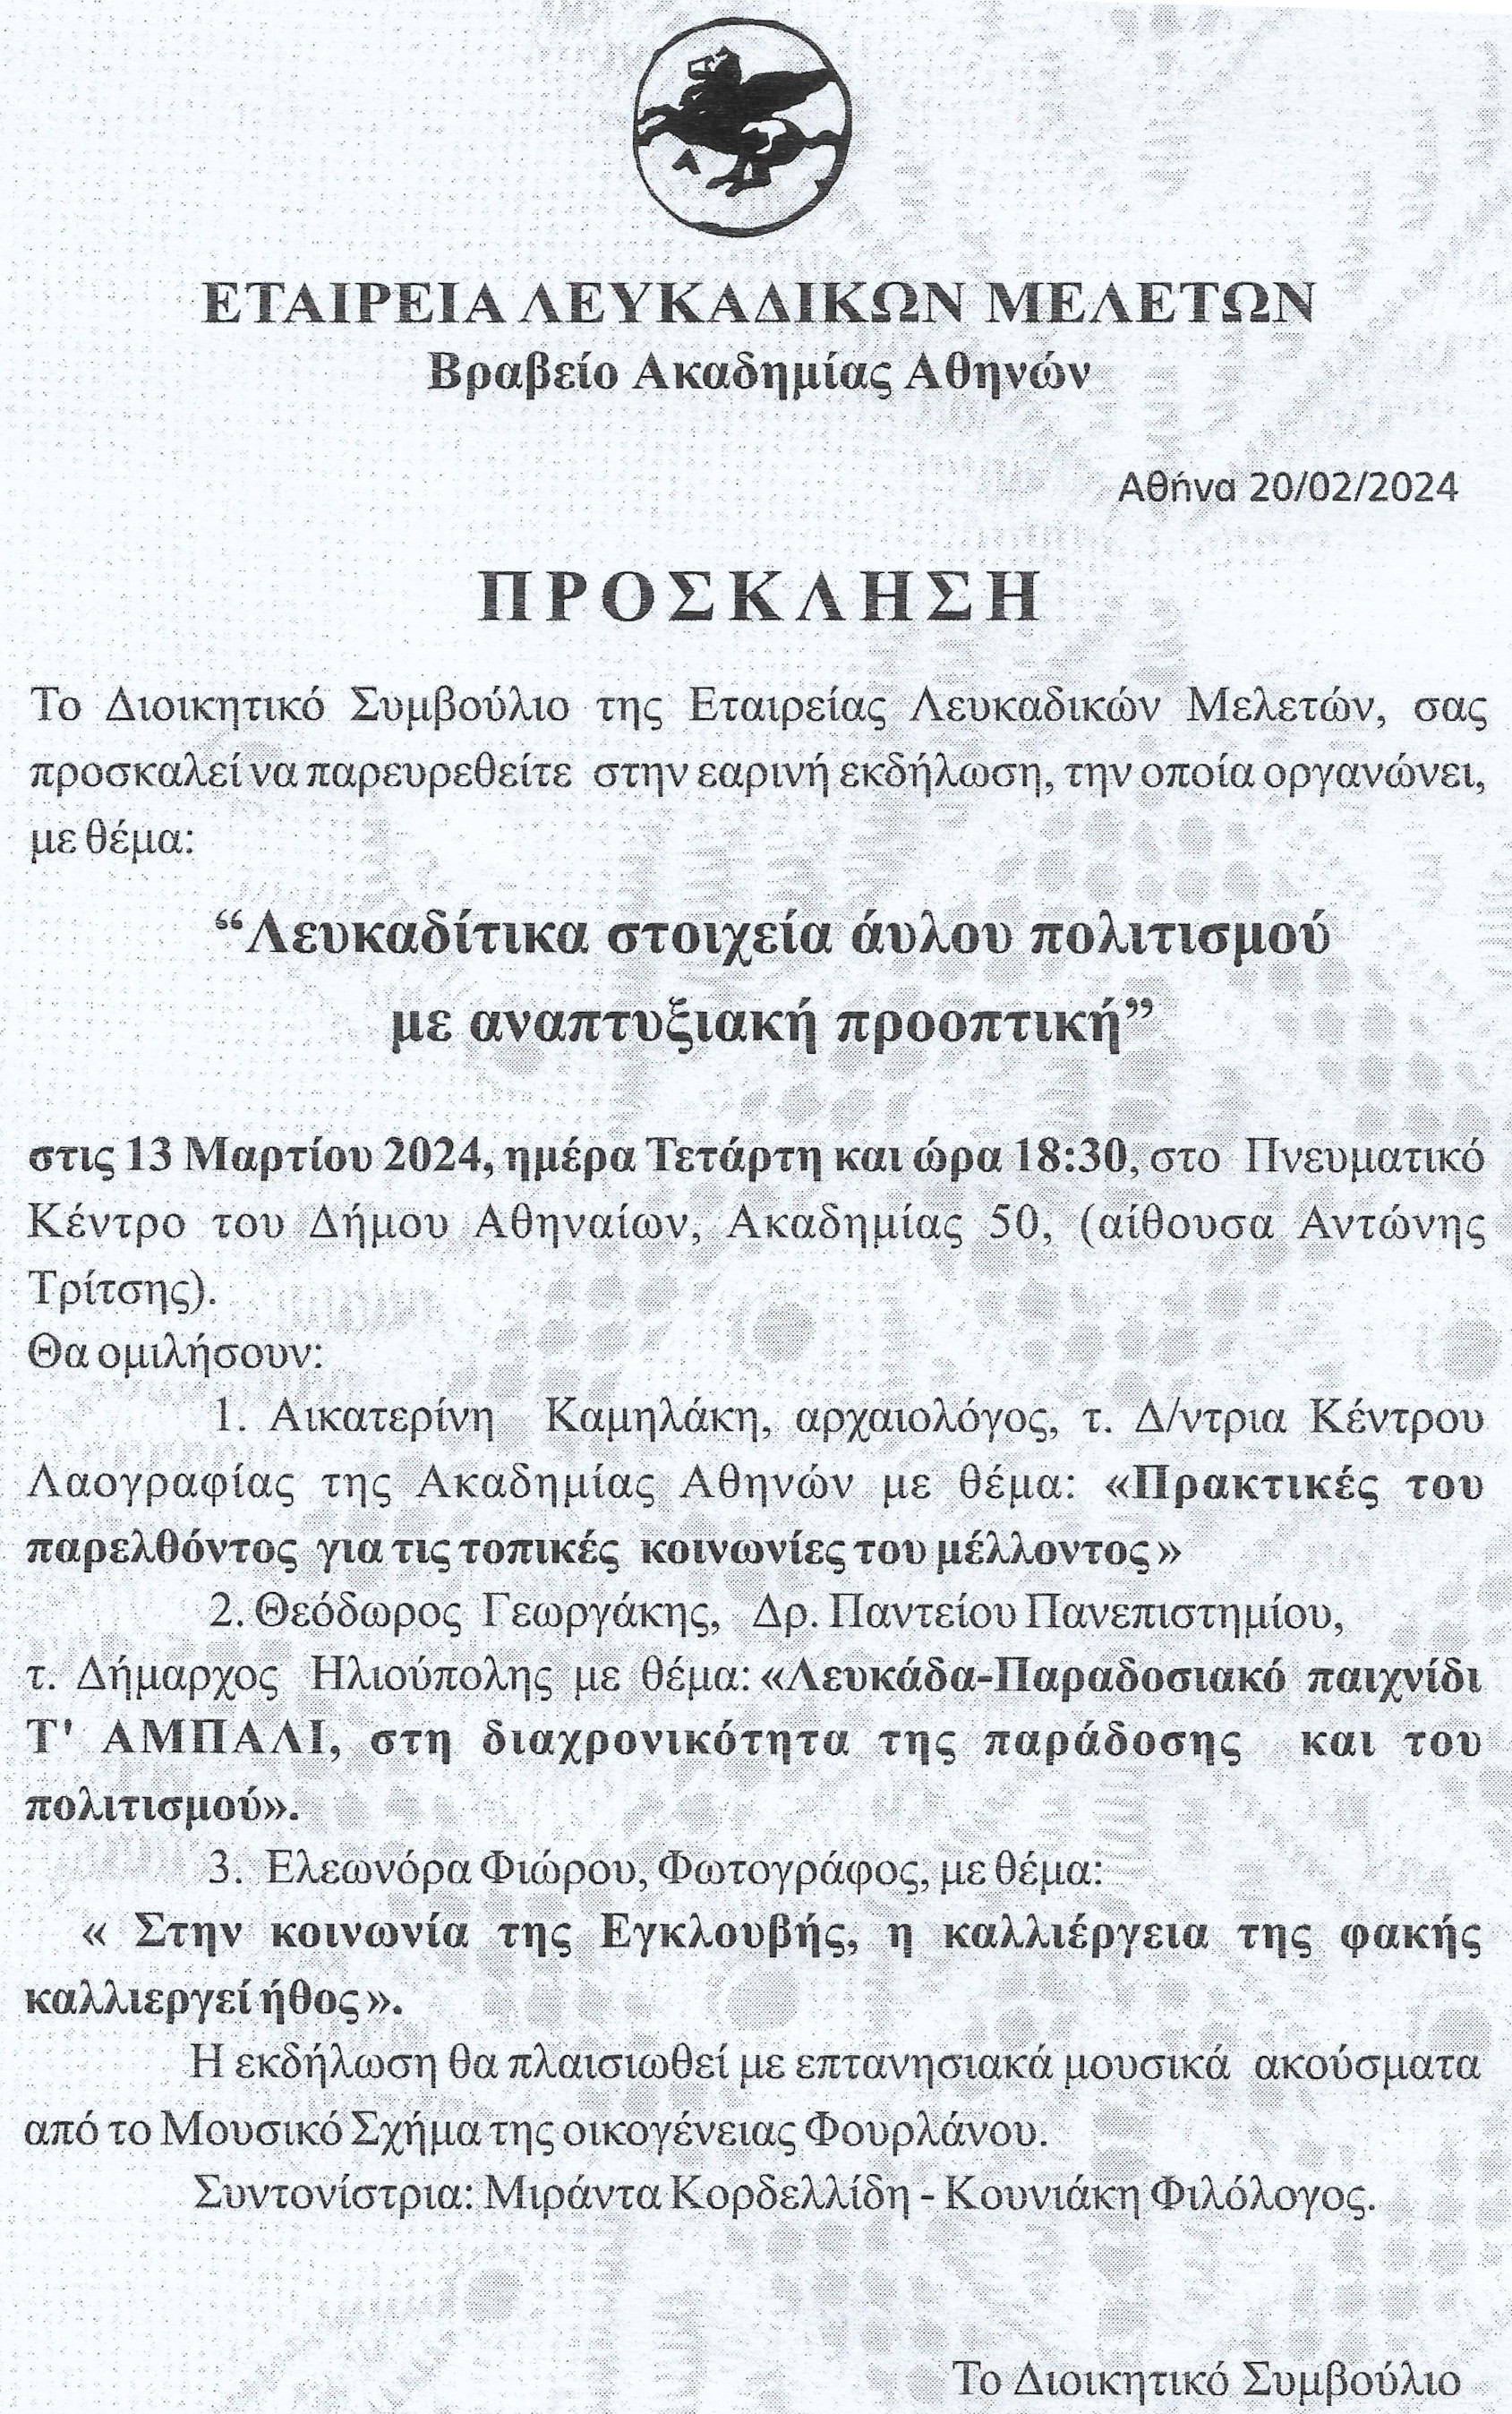 ΕΤΑΙΡΕΙΑ ΛΕΥΚΑΔΙΚΩΝ ΜΕΛΕΤΩΝ
Βραβείο Ακαδημίας Αθηνών
Αθήνα 20/02/2024
ΠΡΟΣΚΛΗΣΗ
Το Διοικητικό Συμβούλιο της Εταιρείας Λευκαδικών Μελετών, σας
προσκαλεί να παρευρεθείτε στην εαρινή εκδήλωση, την οποία οργανώνει,
με θέμα:
“Λευκαδίτικα στοιχεία άυλου πολιτισμού
με αναπτυξιακή προοπτική”
στις 13 Μαρτίου 2024, ημέρα Τετάρτη και ώρα 18:30, στο Πνευματικό
Κέντρο του Δήμου Αθηναίων, Ακαδημίας 50, (αίθουσα Αντώνης
Τρίτσης).
Θα ομιλήσουν:
1. Αικατερίνη Καμηλάκη, αρχαιολόγος, τ. Δ/ντρια Κέντρου
Λαογραφίας της Ακαδημίας Αθηνών με θέμα: «Πρακτικές του
παρελθόντος για τις τοπικές κοινωνίες του μέλλοντος»
2. Θεόδωρος Γεωργάκης, Δρ. Παντείου Πανεπιστημίου,
τ. Δήμαρχος Ηλιούπολης με θέμα: «Λευκάδα-Παραδοσιακό παιχνίδι
Τ' ΑΜΠΑΛΙ, στη διαχρονικότητα της παράδοσης και του
πολιτισμού».
3. Ελεωνόρα Φιώρου, Φωτογράφος, με θέμα:
« Στην κοινωνία της Εγκλουβής, η καλλιέργεια της φακής
καλλιεργεί ήθος».
Η εκδήλωση θα πλαισιωθεί με επτανησιακά μουσικά ακούσματα
από το Μουσικό Σχήμα της οικογένειας Φουρλάνου.
Συντονίστρια: Μιράντα Κορδελλίδη - Κουνιάκη Φιλόλογος.
Το Διοικητικό Συμβούλιο